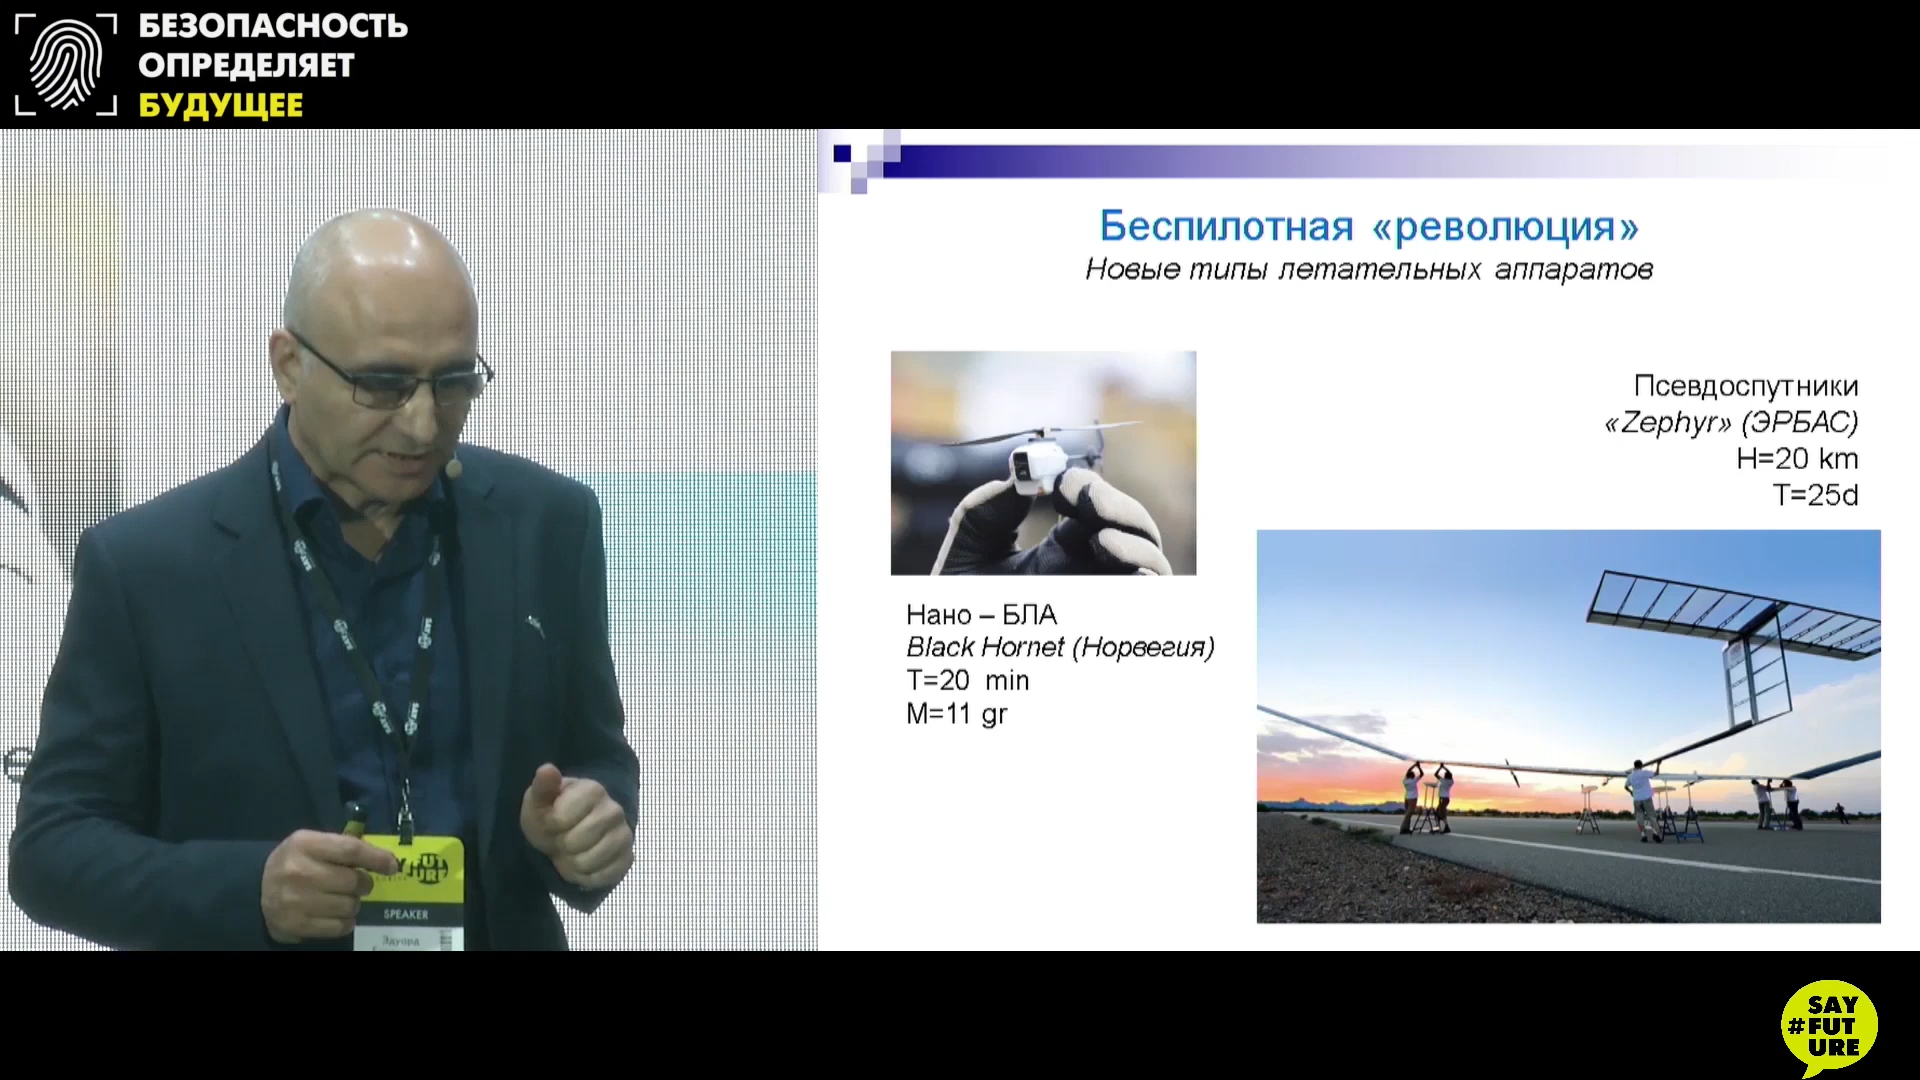 БЕЗОПАСНОСТЬ
ОПРЕДЕЛЯЕТ
БУДУЩЕЕ
Беспилотная «революция»
Новые типы летательных аппаратов
Псевдоспутники
«Zephyr» (ЭРБАС)
H=20 km
T=25d
Нано – БЛА
Black Hornet (Норвегия)
T=20 min
M=11 gr
SPEAKER
Эдуард
SAY
#FUT
URE